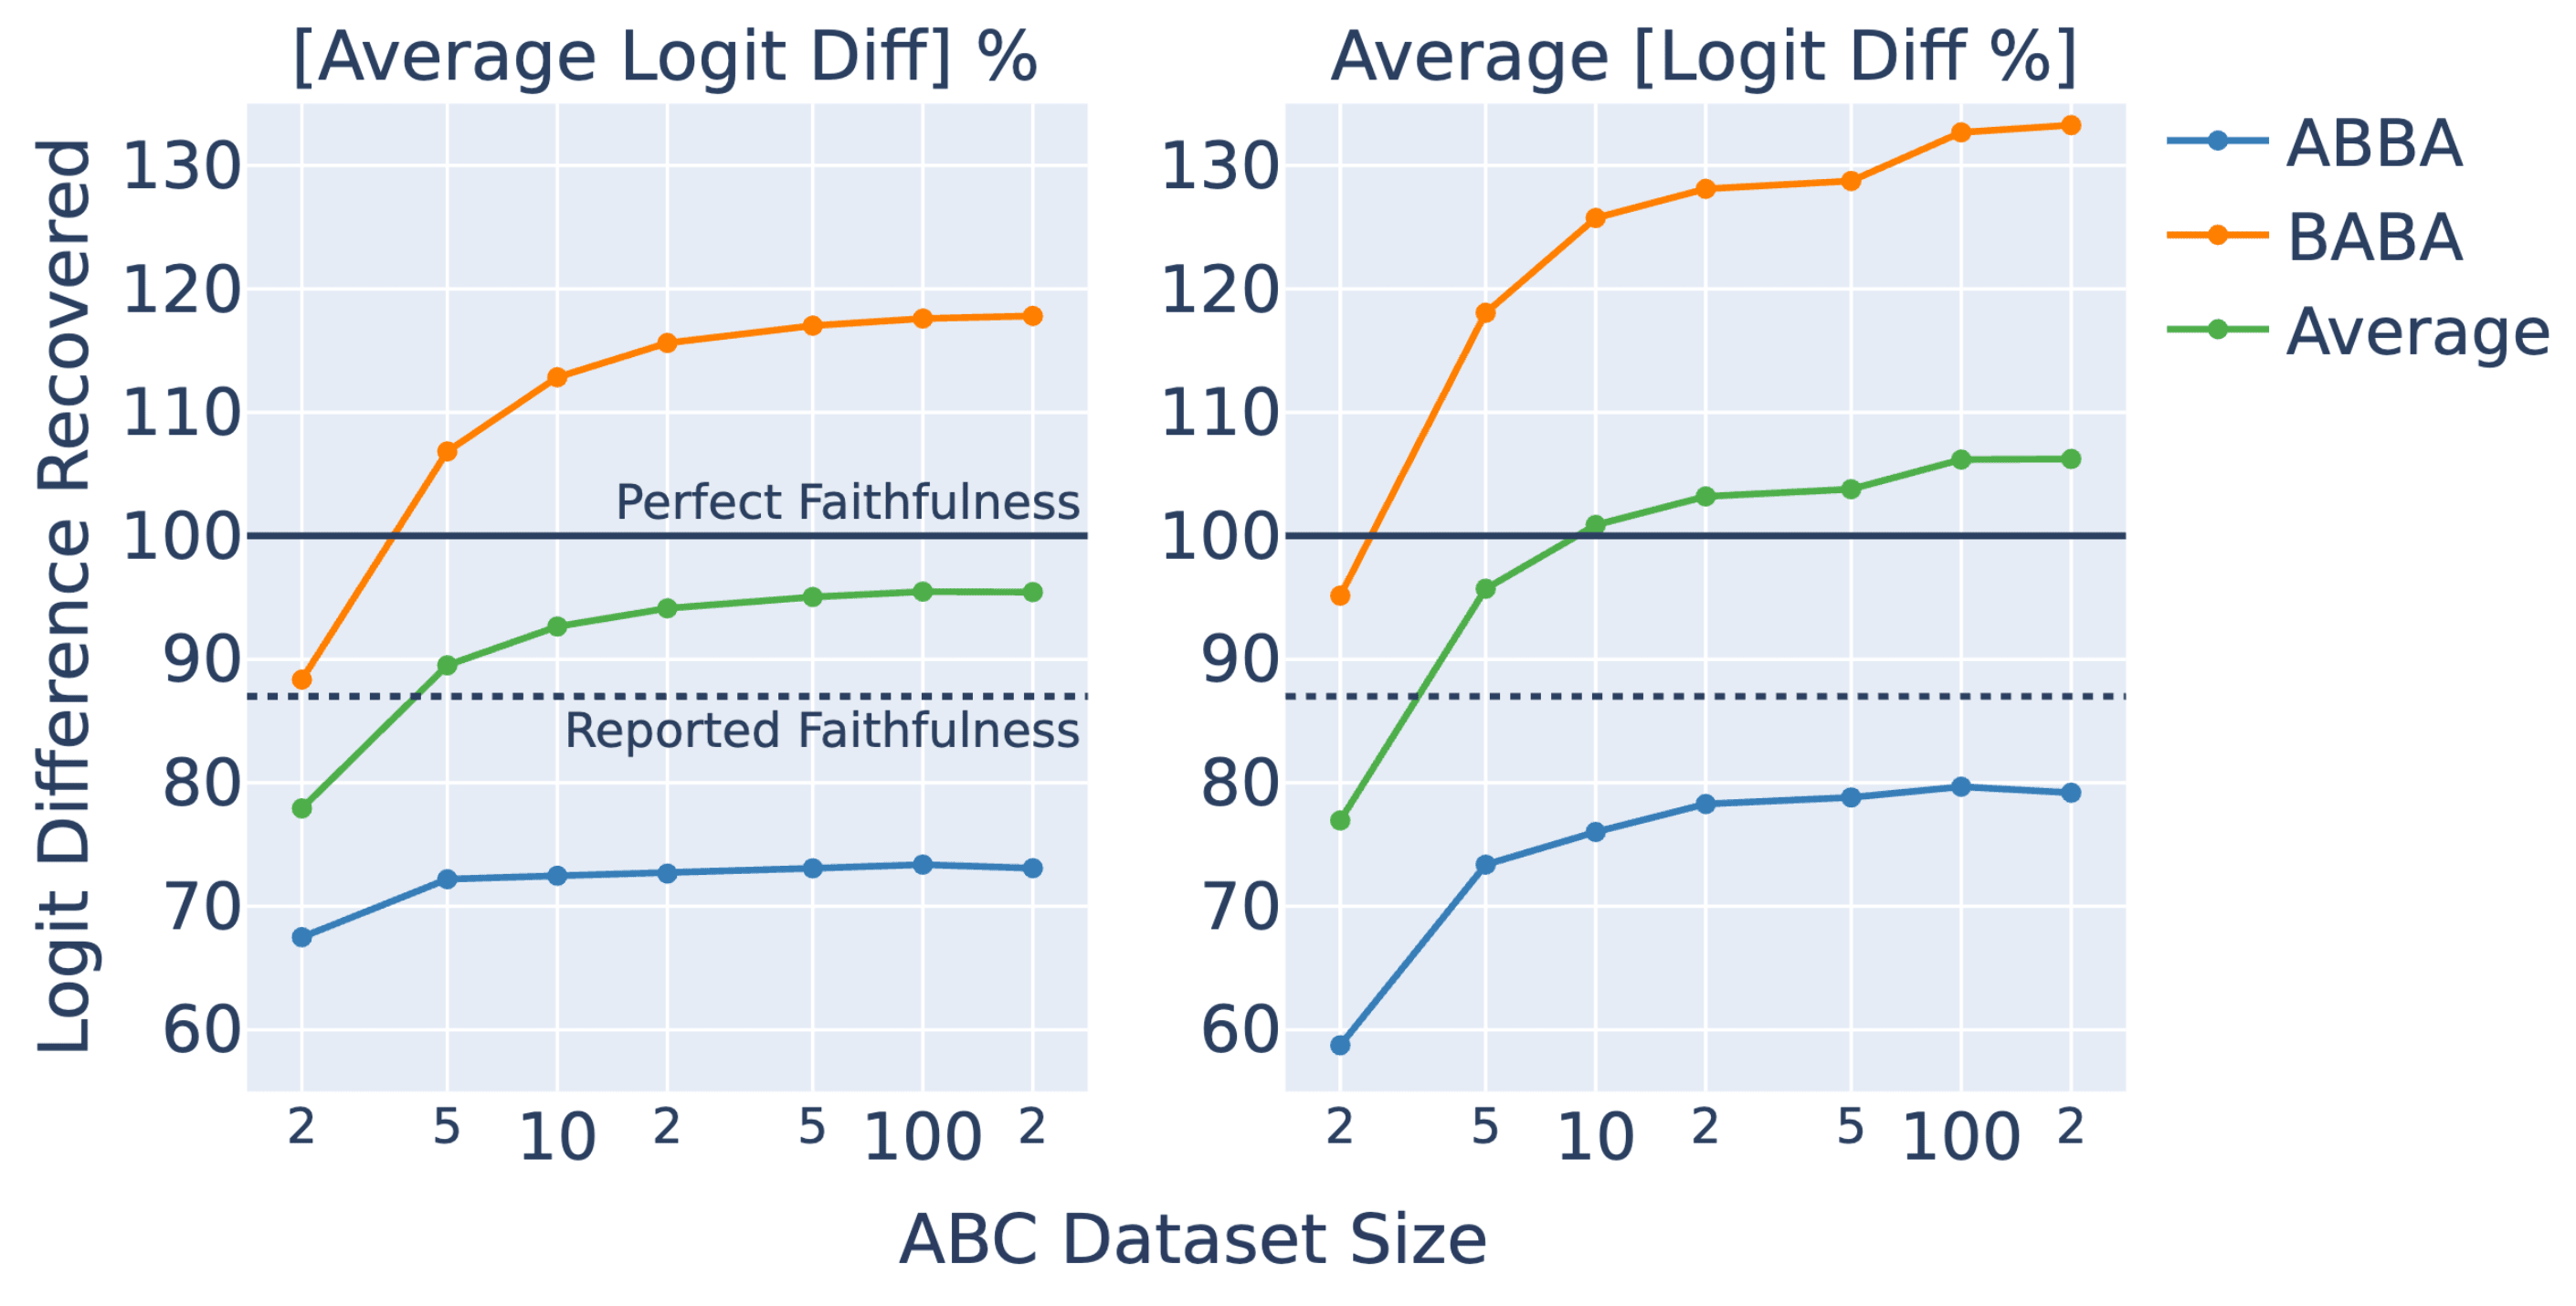 [Average Logit Diff] %
Average [Logit Diff %]
Logit Difference Recovered
130
120
110
100
90
80
70
60
Perfect Faithfulness
Reported Faithfulness
2 5 10 2 5 100 2
130
120
110
100
90
80
70
60
2 5 10 2 5 100 2
ABC Dataset Size
ABBA
BABA
Average